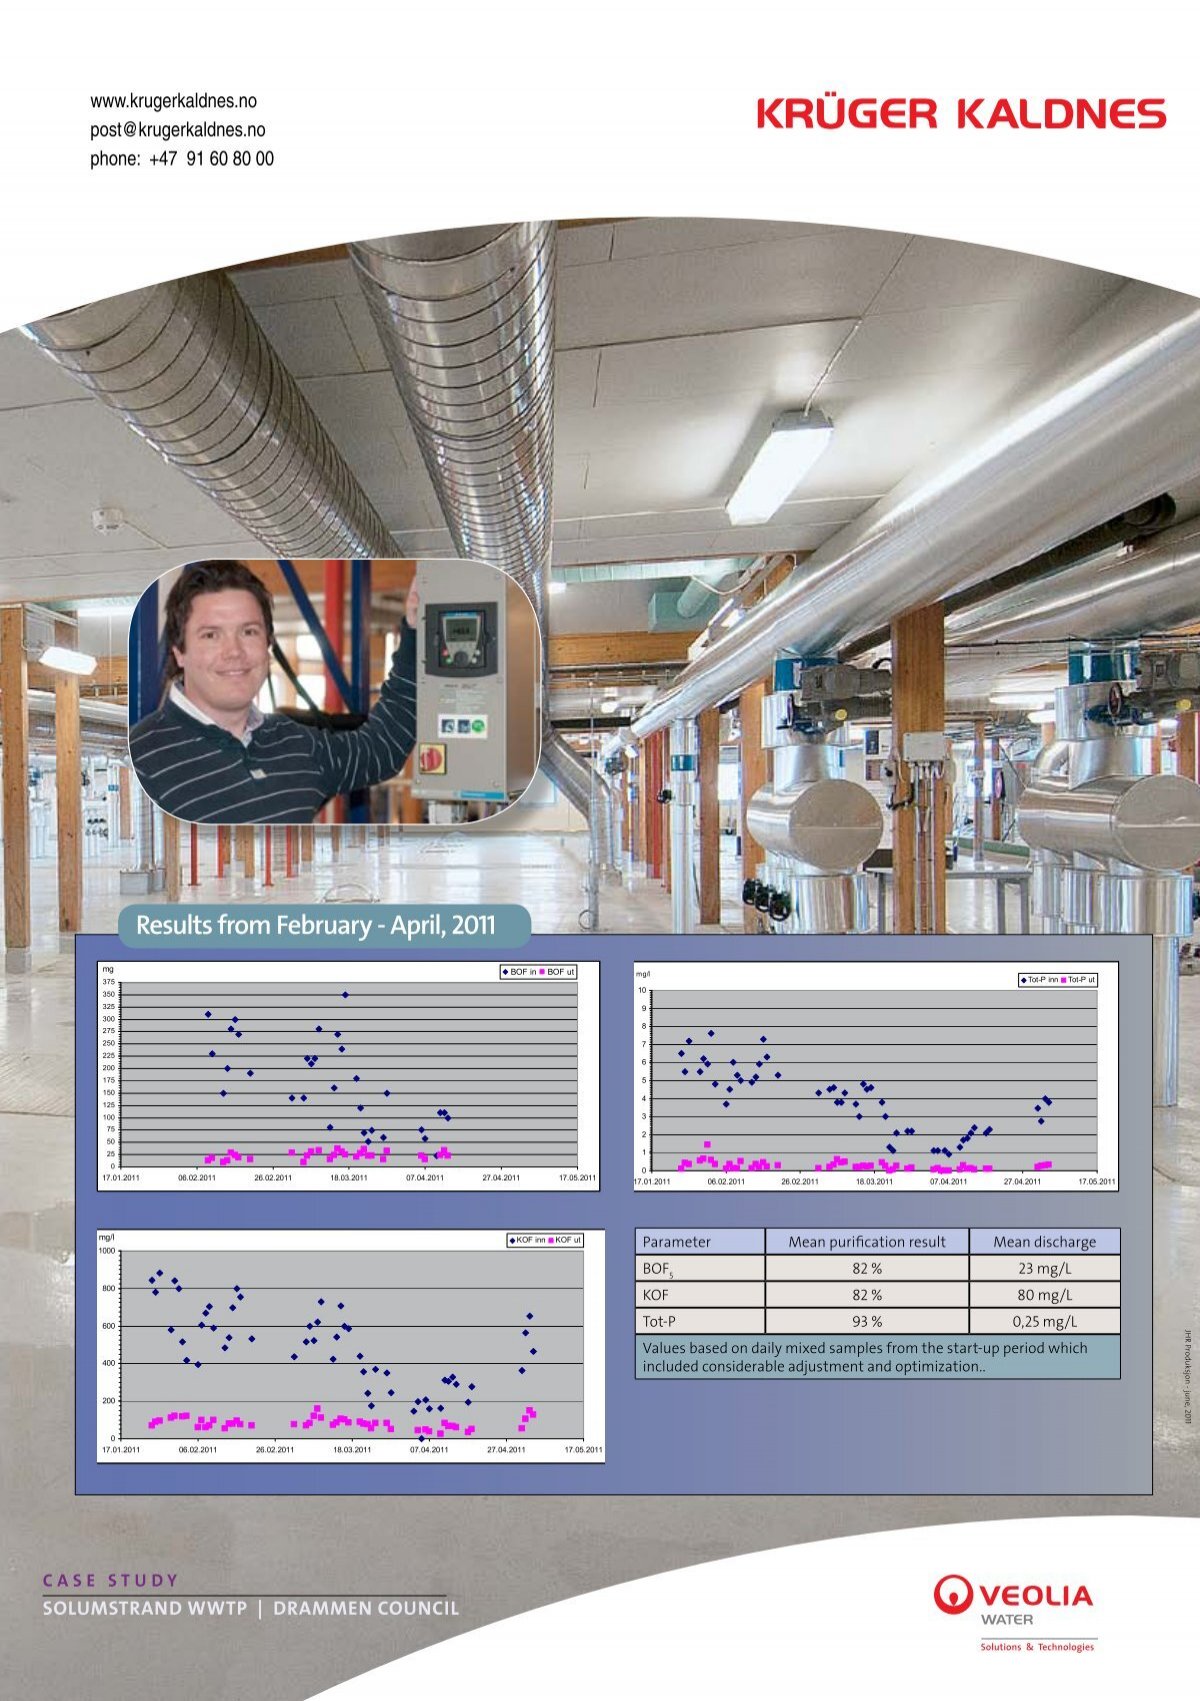 www.krugerkaldnes.no
post@krugerkaldnes.no
phone: +47 91 60 80 00
KRÜGER KALDNES
Results from February - April, 2011
mg
BOF in BOF ut
375
350
325
300
275
250
225
200
175
150
125
100
75
50
25
0
17.01.2011 06.02.2011 26.02.2011 18.03.2011 07.04.2011 27.04.2011 17.05.2011
mg/l
Tot-P inn Tot-P ut
10
9
8
7
6
5
4
3
2
1
0
17.01.2011 06.02.2011 26.02.2011 18.03.2011 07.04.2011 27.04.2011 17.05.2011
mg/l
KOF inn KOF ut
1000
800
600
400
200
0
17.01.2011 06.02.2011 26.02.2011 18.03.2011 07.04.2011 27.04.2011 17.05.2011
Parameter Mean purification result Mean discharge
BOF5 82 % 23 mg/L
KOF 82 % 80 mg/L
Tot-P 93 % 0,25 mg/L
Values based on daily mixed samples from the start-up period which
included considerable adjustment and optimization..
JHR Produksjon - june, 2011
CASE STUDY
SOLUMSTRAND WWTP | DRAMMEN COUNCIL
VEOLIA
WATER
Solutions & Technologies